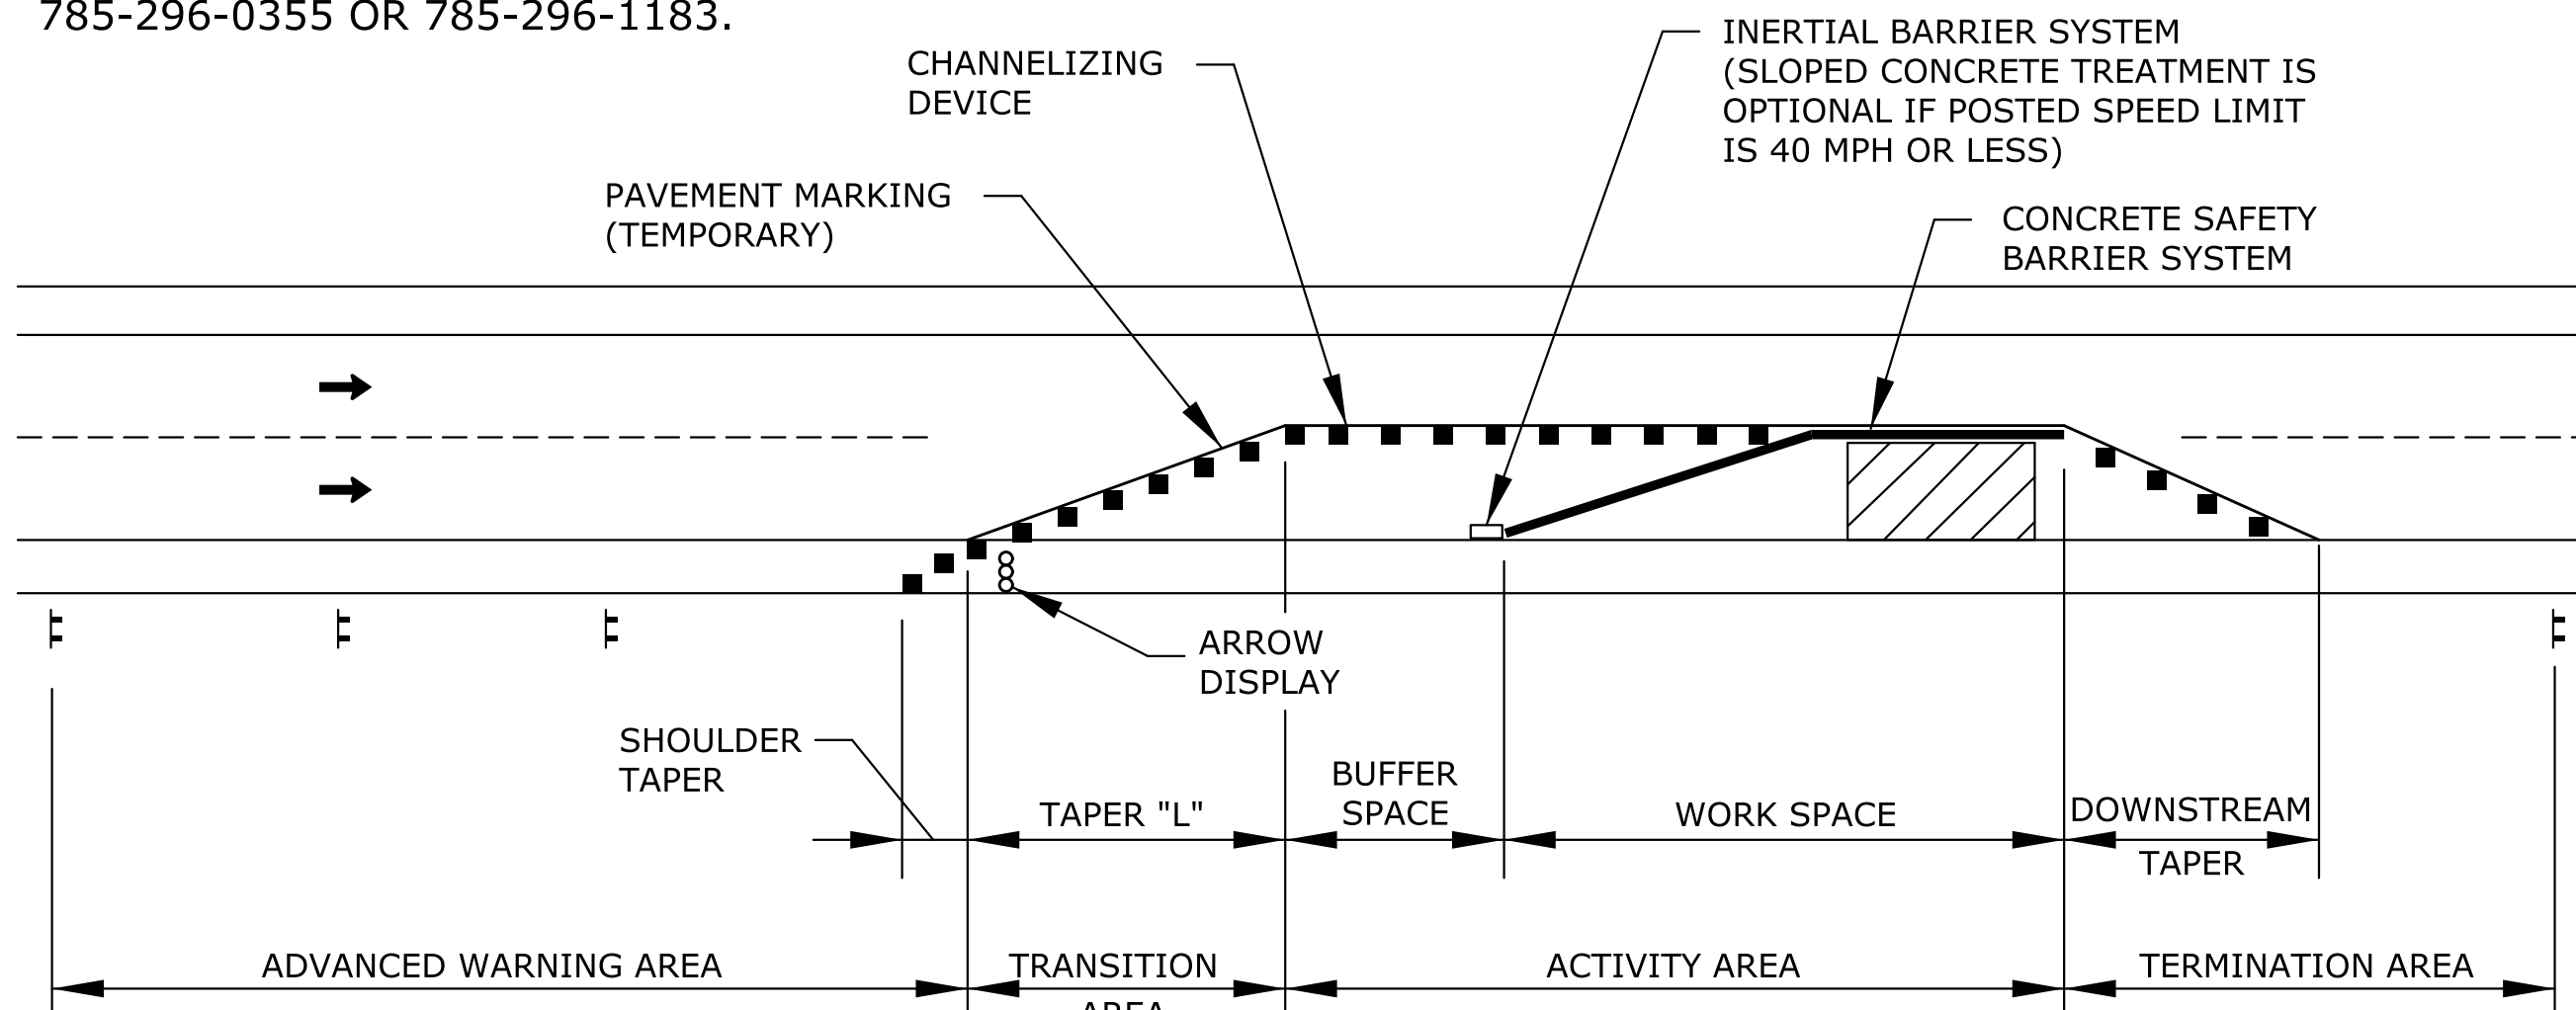 785-296-0355 OR 785-296-1183.
CHANNELIZING
DEVICE
INERTIAL BARRIER SYSTEM
(SLOPED CONCRETE TREATMENT IS
OPTIONAL IF POSTED SPEED LIMIT
IS 40 MPH OR LESS)
PAVEMENT MARKING
(TEMPORARY)
CONCRETE SAFETY
BARRIER SYSTEM
ARROW
DISPLAY
SHOULDER
TAPER
TAPER "L"
BUFFER
SPACE
WORK SPACE
DOWNSTREAM
TAPER
ADVANCED WARNING AREA
TRANSITION
AREA
ACTIVITY AREA
TERMINATION AREA